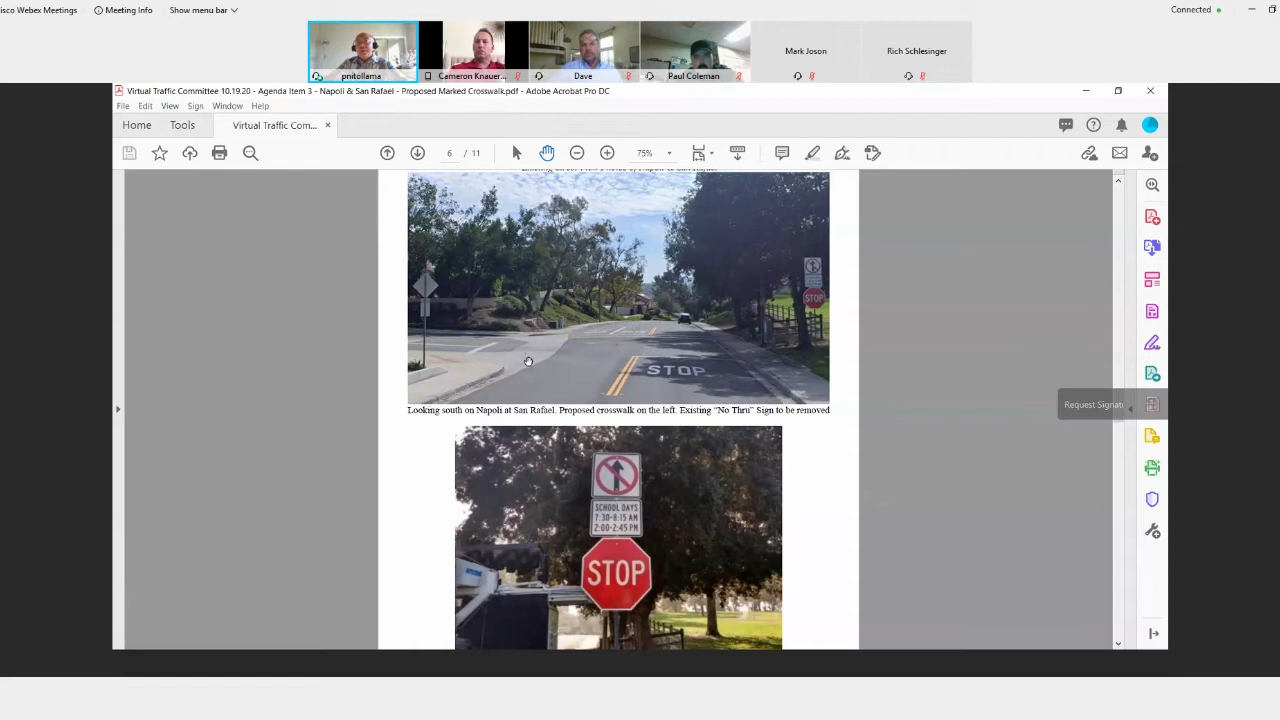 isco Webex Meetings
Meeting Info
Show menu bar
Connected
pnitollama
Cameron Knauer...
Dave
Paul Coleman
Mark Joson
Rich Schlesinger
Virtual Traffic Committee 10.19.20 - Agenda Item 3 - Napoli & San Rafael - Proposed Marked Crosswalk.pdf - Adobe Acrobat Pro DC
File Edit View Sign Window Help
Home Tools Virtual Traffic Com... ×
6 / 11 75%
STOP
STOP
Looking south on Napoli at San Rafael. Proposed crosswalk on the left. Existing “No Thru” Sign to be removed
Request Signatu
SCHOOL DAYS
7:30-8:15 AM
2:00-2:45 PM
STOP